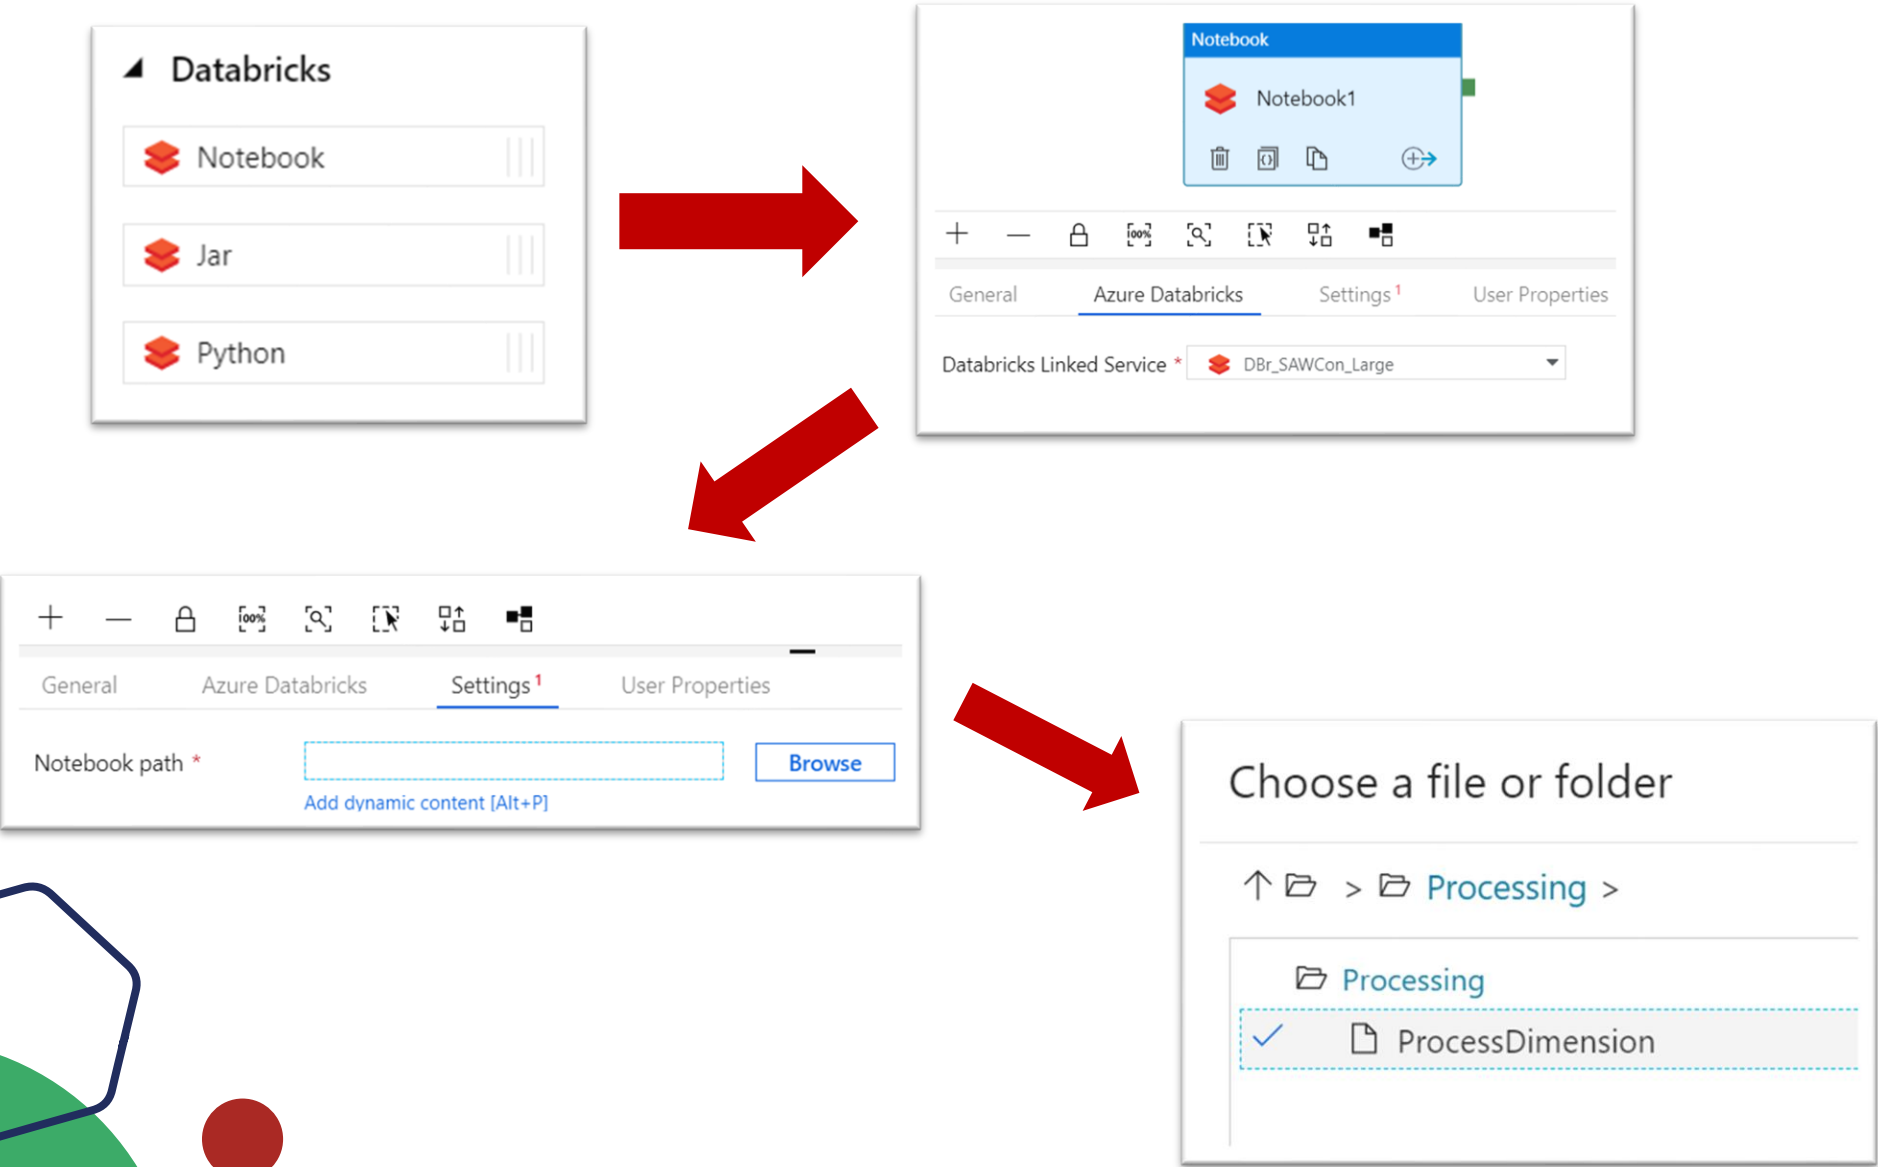 Databricks
Notebook
Jar
Python
Notebook
Notebook1
100%
General Azure Databricks Settings 1 User Properties
Databricks Linked Service * DBr_SAWCon_Large
100%
General Azure Databricks Settings 1 User Properties
Notebook path * Browse
Add dynamic content [Alt+P]
Choose a file or folder
> Processing >
Processing
ProcessDimension